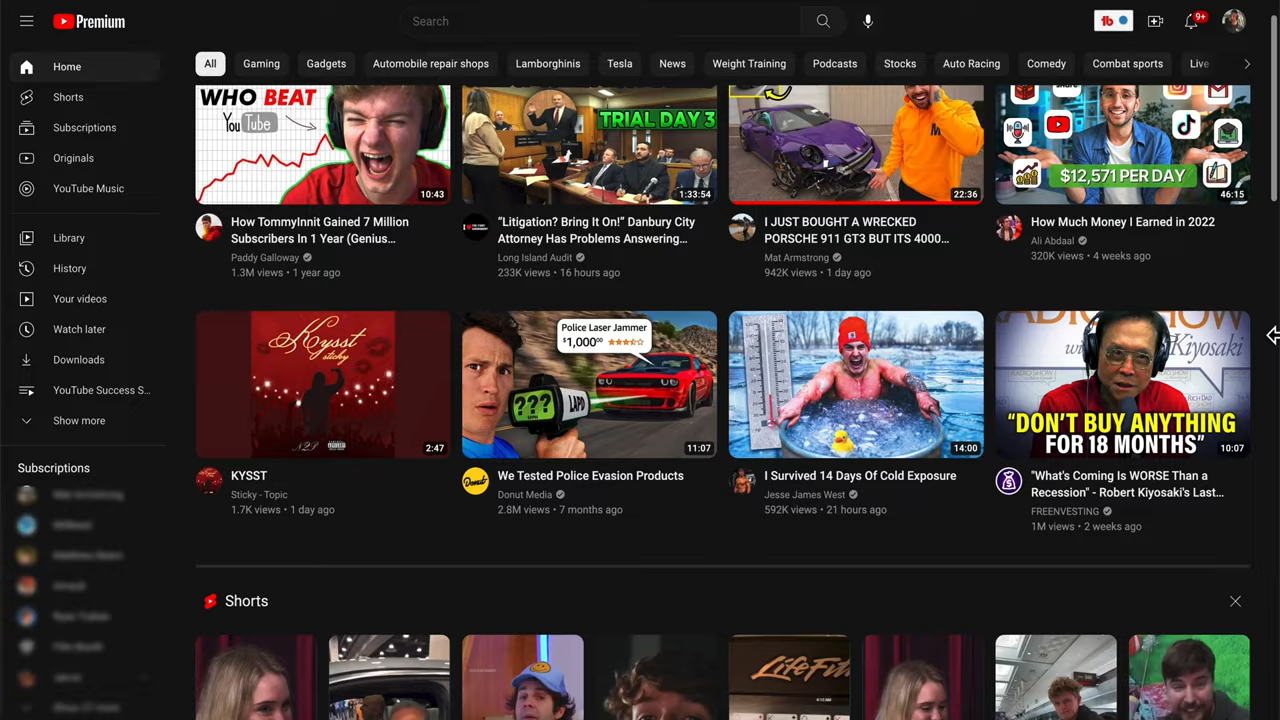 Premium
Search
tb
9+
Home
Shorts
Subscriptions
Originals
YouTube Music
Library
History
Your videos
Watch later
Downloads
YouTube Success S...
Show more
Subscriptions
All
Gaming
Gadgets
Automobile repair shops
Lamborghinis
Tesla
News
Weight Training
Podcasts
Stocks
Auto Racing
Comedy
Combat sports
Live
WHO BEAT
YouTube
10:43
TRIAL DAY 3
1:33:54
22:36
$12,571 PER DAY
46:15
How TommyInnit Gained 7 Million
Subscribers In 1 Year (Genius...
Paddy Galloway
1.3M views • 1 year ago
“Litigation? Bring It On!” Danbury City
Attorney Has Problems Answering...
Long Island Audit
233K views • 16 hours ago
I JUST BOUGHT A WRECKED
PORSCHE 911 GT3 BUT ITS 4000...
Mat Armstrong
942K views • 1 day ago
How Much Money I Earned in 2022
Ali Abdaal
320K views • 4 weeks ago
Kysst
sticky
2:47
Police Laser Jammer
$1,000
???
LAPD
11:07
14:00
RADIO SHOW
with
Kiyosaki
“DON'T BUY ANYTHING
FOR 18 MONTHS”
10:07
KYSST
Sticky - Topic
1.7K views • 1 day ago
We Tested Police Evasion Products
Donut Media
2.8M views • 7 months ago
I Survived 14 Days Of Cold Exposure
Jesse James West
592K views • 21 hours ago
"What's Coming Is WORSE Than a
Recession" - Robert Kiyosaki's Last...
FREENVESTING
1M views • 2 weeks ago
Shorts
Life Fit